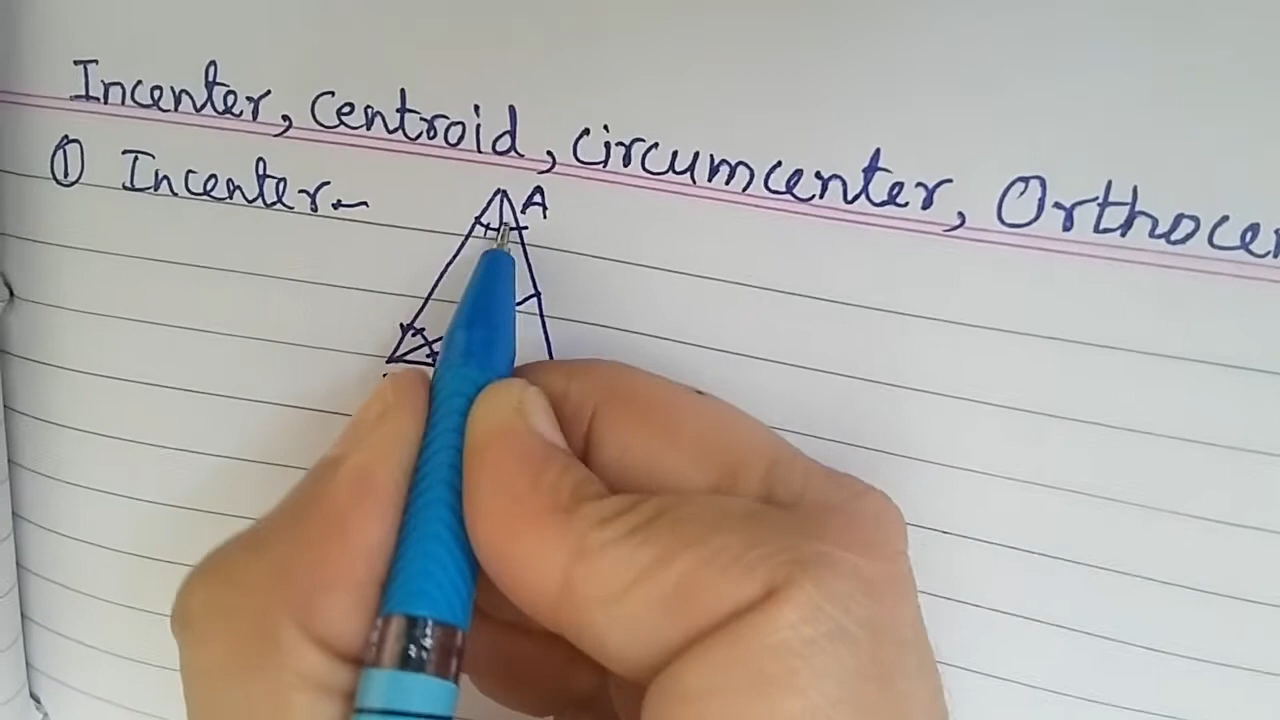 Incenter, centroid, circumcenter, Orthocen
① Incenter-
A